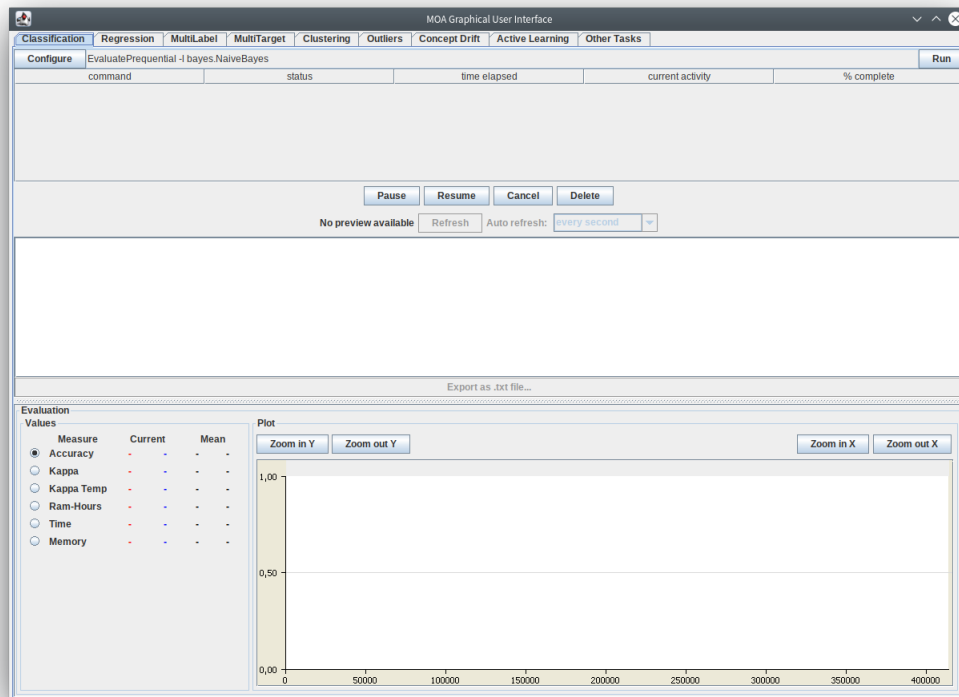 MOA Graphical User Interface
Classification Regression MultiLabel MultiTarget Clustering Outliers Concept Drift Active Learning Other Tasks
Configure EvaluatePrequential -l bayes.NaiveBayes Run
command status time elapsed current activity % complete
Pause Resume Cancel Delete
No preview available Refresh Auto refresh: every second
Export as .txt file...
Evaluation
Values Plot
Measure Current Mean
Zoom in Y Zoom out Y Zoom in X Zoom out X
Accuracy - - - -
Kappa - - - -
Kappa Temp - - - -
Ram-Hours - - - -
Time - - - -
Memory - - - -
1,00
0,50
0,00
0 50000 100000 150000 200000 250000 300000 350000 400000